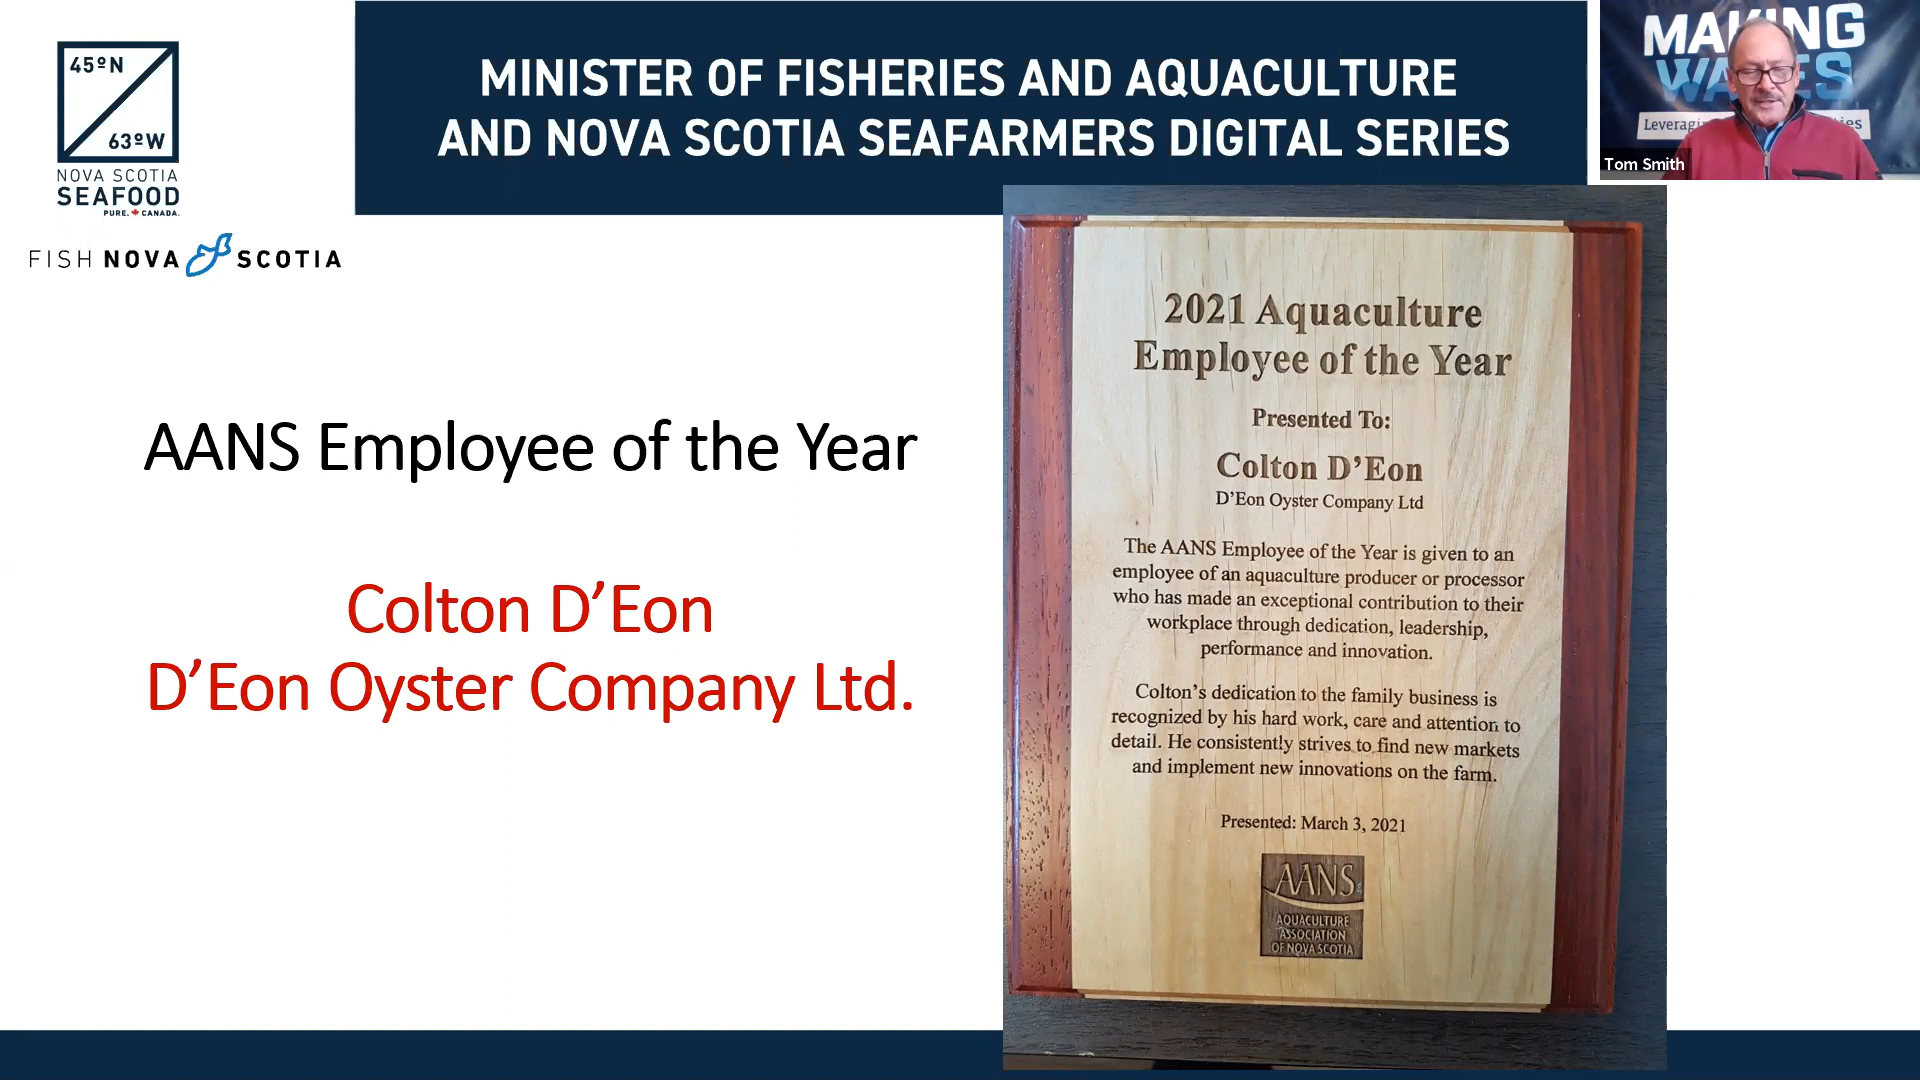 45ºN
63ºW
NOVA SCOTIA
SEAFOOD
PURE. CANADA.
FISH NOVA SCOTIA
MINISTER OF FISHERIES AND AQUACULTURE
AND NOVA SCOTIA SEAFARMERS DIGITAL SERIES
MAKING
WAVES
Leveragi
ies
Tom Smith
AANS Employee of the Year
Colton D’Eon
D’Eon Oyster Company Ltd.
2021 Aquaculture
Employee of the Year
Presented To:
Colton D’Eon
D’Eon Oyster Company Ltd
The AANS Employee of the Year is given to an
employee of an aquaculture producer or processor
who has made an exceptional contribution to their
workplace through dedication, leadership,
performance and innovation.
Colton’s dedication to the family business is
recognized by his hard work, care and attention to
detail. He consistently strives to find new markets
and implement new innovations on the farm.
Presented: March 3, 2021
AANS
AQUACULTURE
ASSOCIATION
OF NOVA SCOTIA